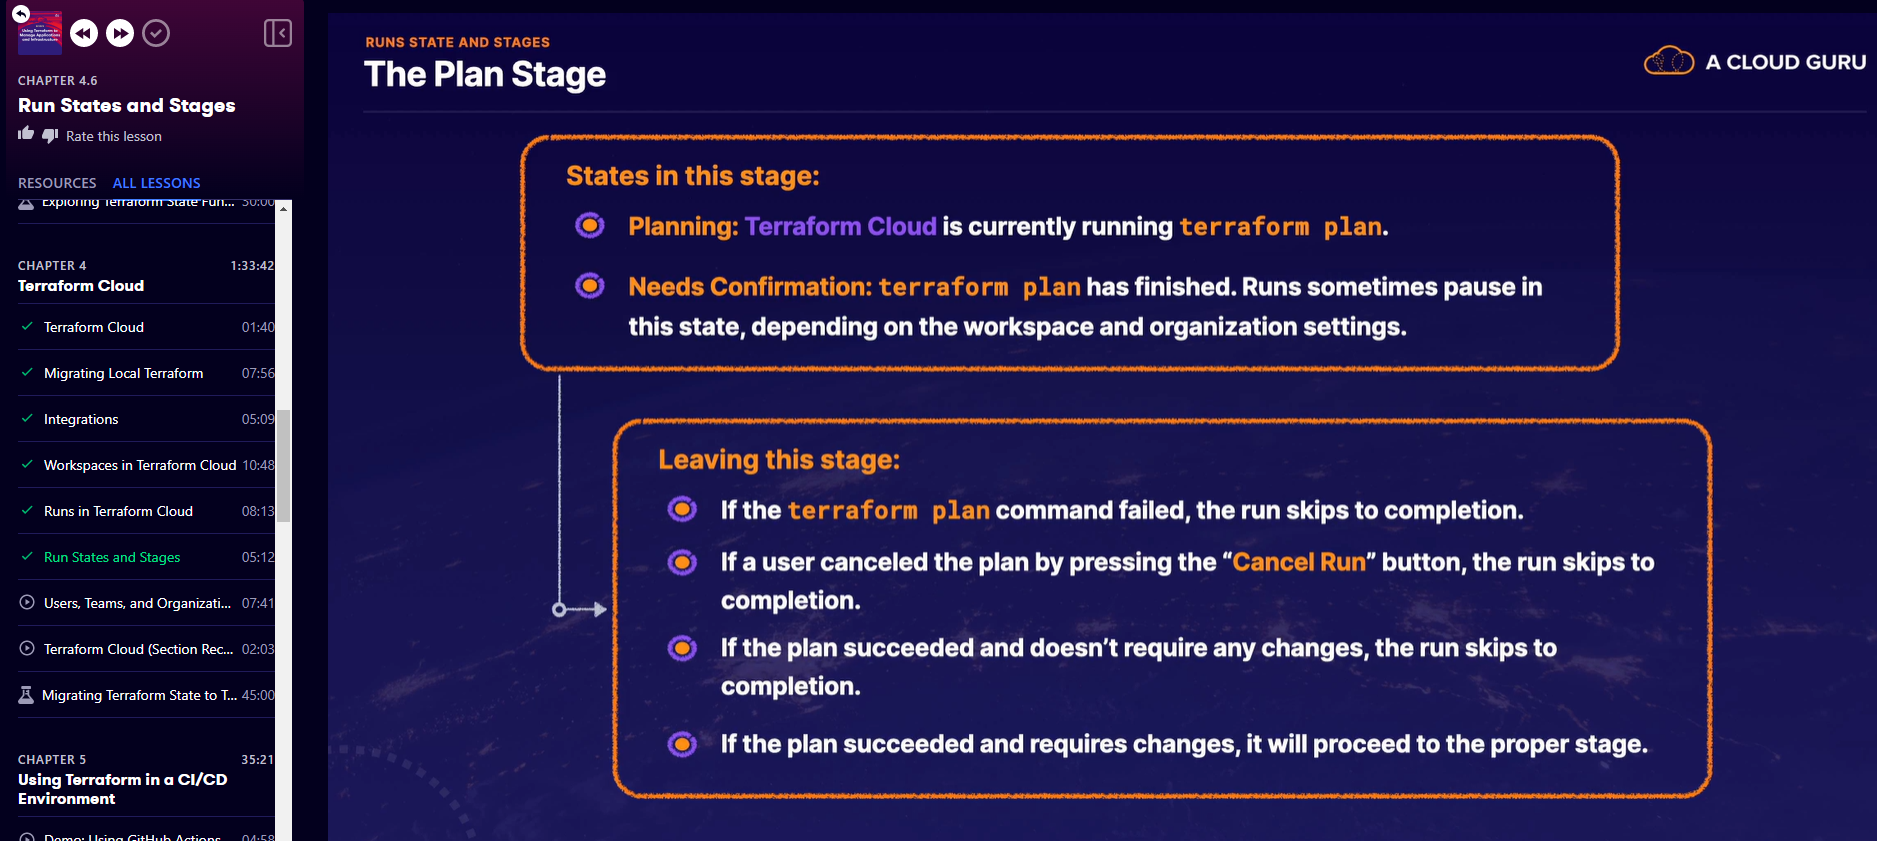 CHAPTER 4.6
Run States and Stages
Rate this lesson
RESOURCES ALL LESSONS
Exploring Terraform State Fun... 30:00
CHAPTER 4 1:33:42
Terraform Cloud
Terraform Cloud 01:40
Migrating Local Terraform 07:56
Integrations 05:09
Workspaces in Terraform Cloud 10:48
Runs in Terraform Cloud 08:13
Run States and Stages 05:12
Users, Teams, and Organizati... 07:41
Terraform Cloud (Section Rec... 02:03
Migrating Terraform State to T... 45:00
CHAPTER 5 35:21
Using Terraform in a CI/CD
Environment
Demo: Using GitHub Actions 04:58
RUNS STATE AND STAGES
The Plan Stage
A CLOUD GURU
States in this stage:
Planning: Terraform Cloud is currently running terraform plan.
Needs Confirmation: terraform plan has finished. Runs sometimes pause in
this state, depending on the workspace and organization settings.
Leaving this stage:
If the terraform plan command failed, the run skips to completion.
If a user canceled the plan by pressing the “Cancel Run” button, the run skips to
completion.
If the plan succeeded and doesn’t require any changes, the run skips to
completion.
If the plan succeeded and requires changes, it will proceed to the proper stage.